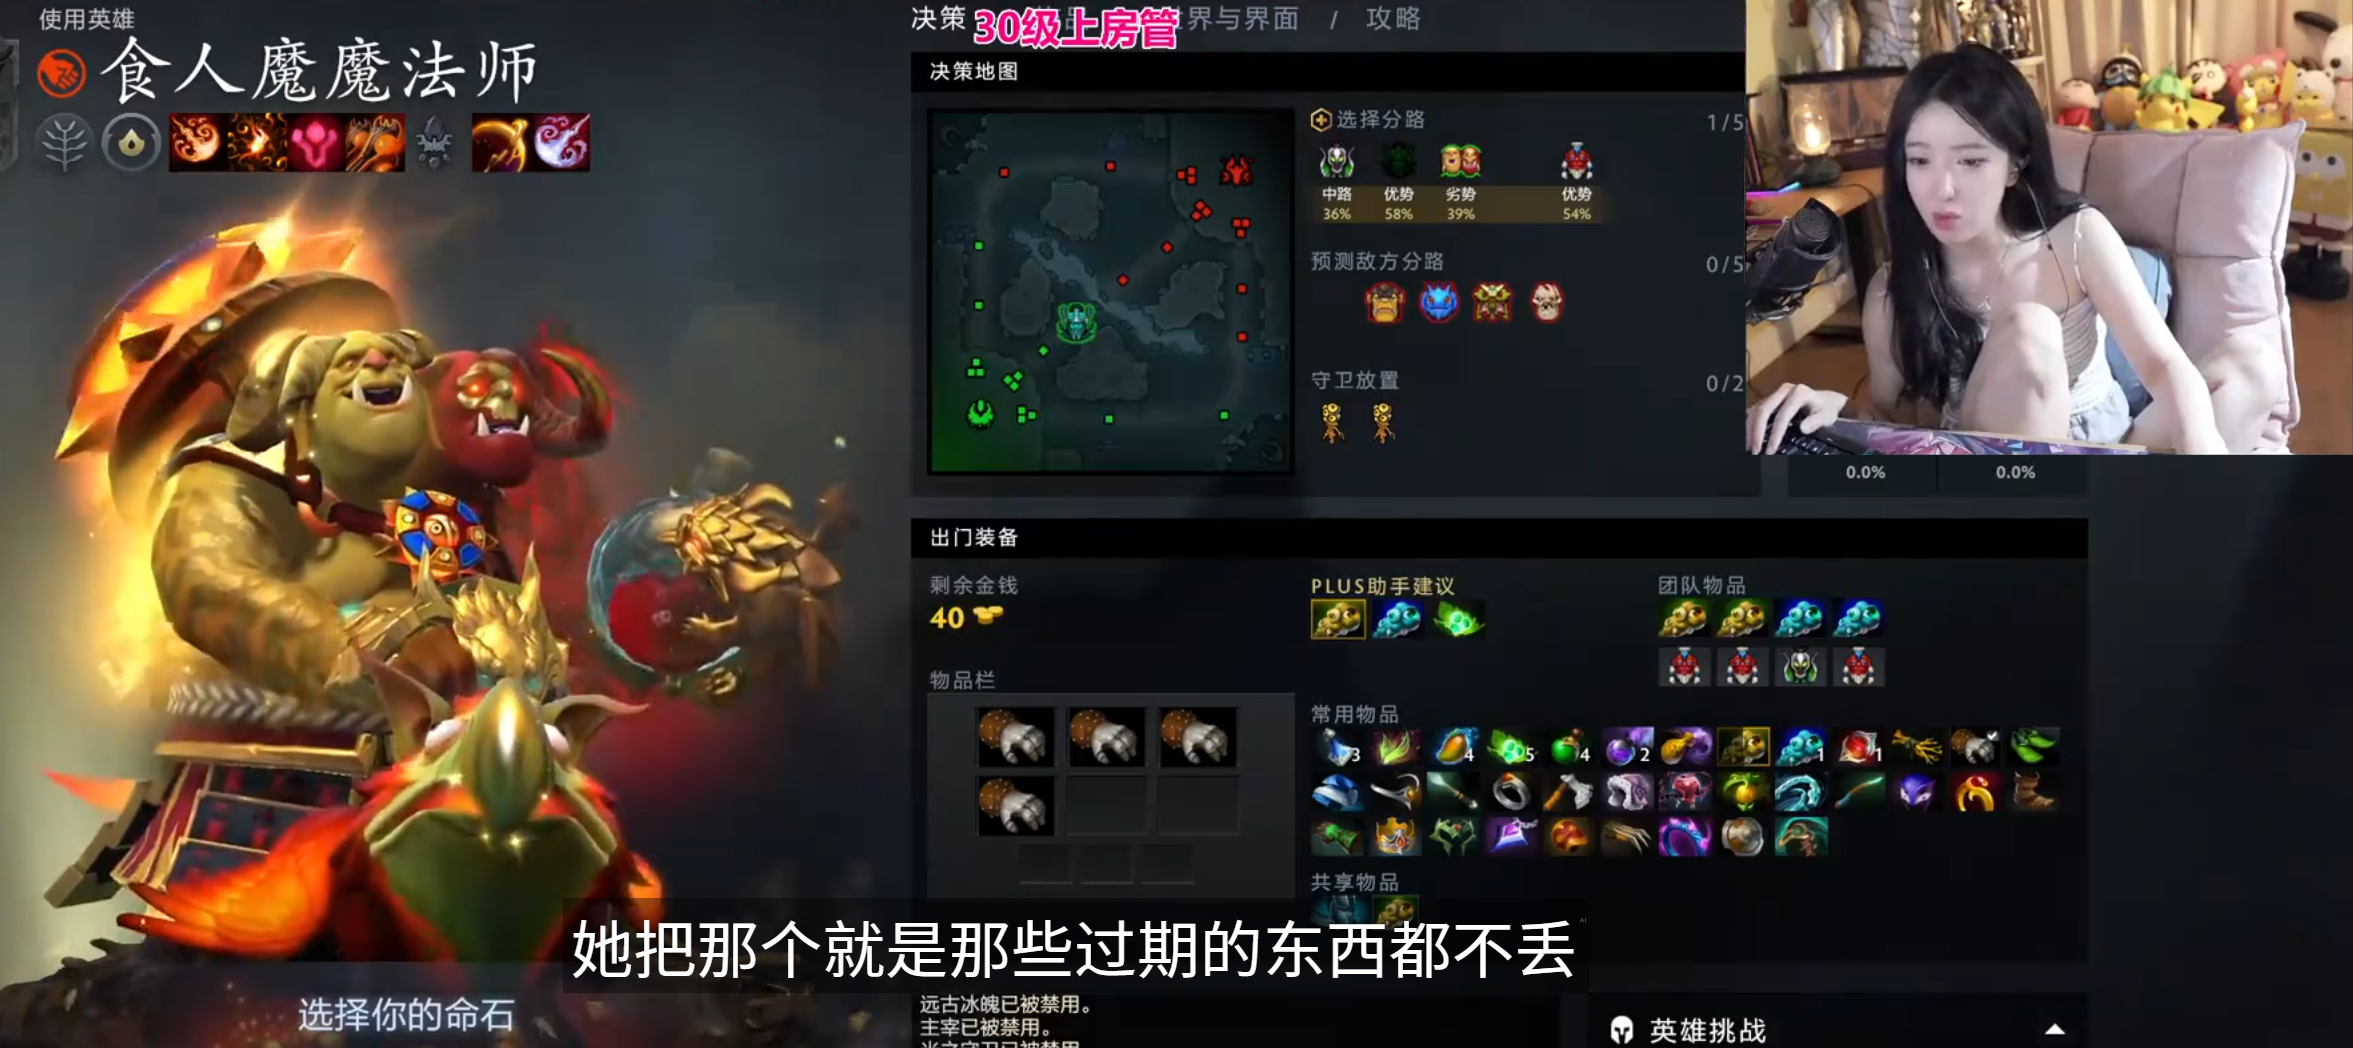 使用英雄
食人魔魔法师
决策
30级上房管
界与界面 / 攻略
决策地图
选择分路
1/5
中路 优势 劣势 优势
36% 58% 39% 54%
预测敌方分路
0/5
守卫放置
0/2
0.0% 0.0%
出门装备
剩余金钱
40
PLUS助手建议
团队物品
物品栏
常用物品
3 4 5 4 2 1 1
共享物品
她把那个就是那些过期的东西都不丢
选择你的命石
远古冰魄已被禁用。
主宰已被禁用。
英雄挑战